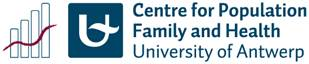 Centre for Population
Family and Health
University of Antwerp